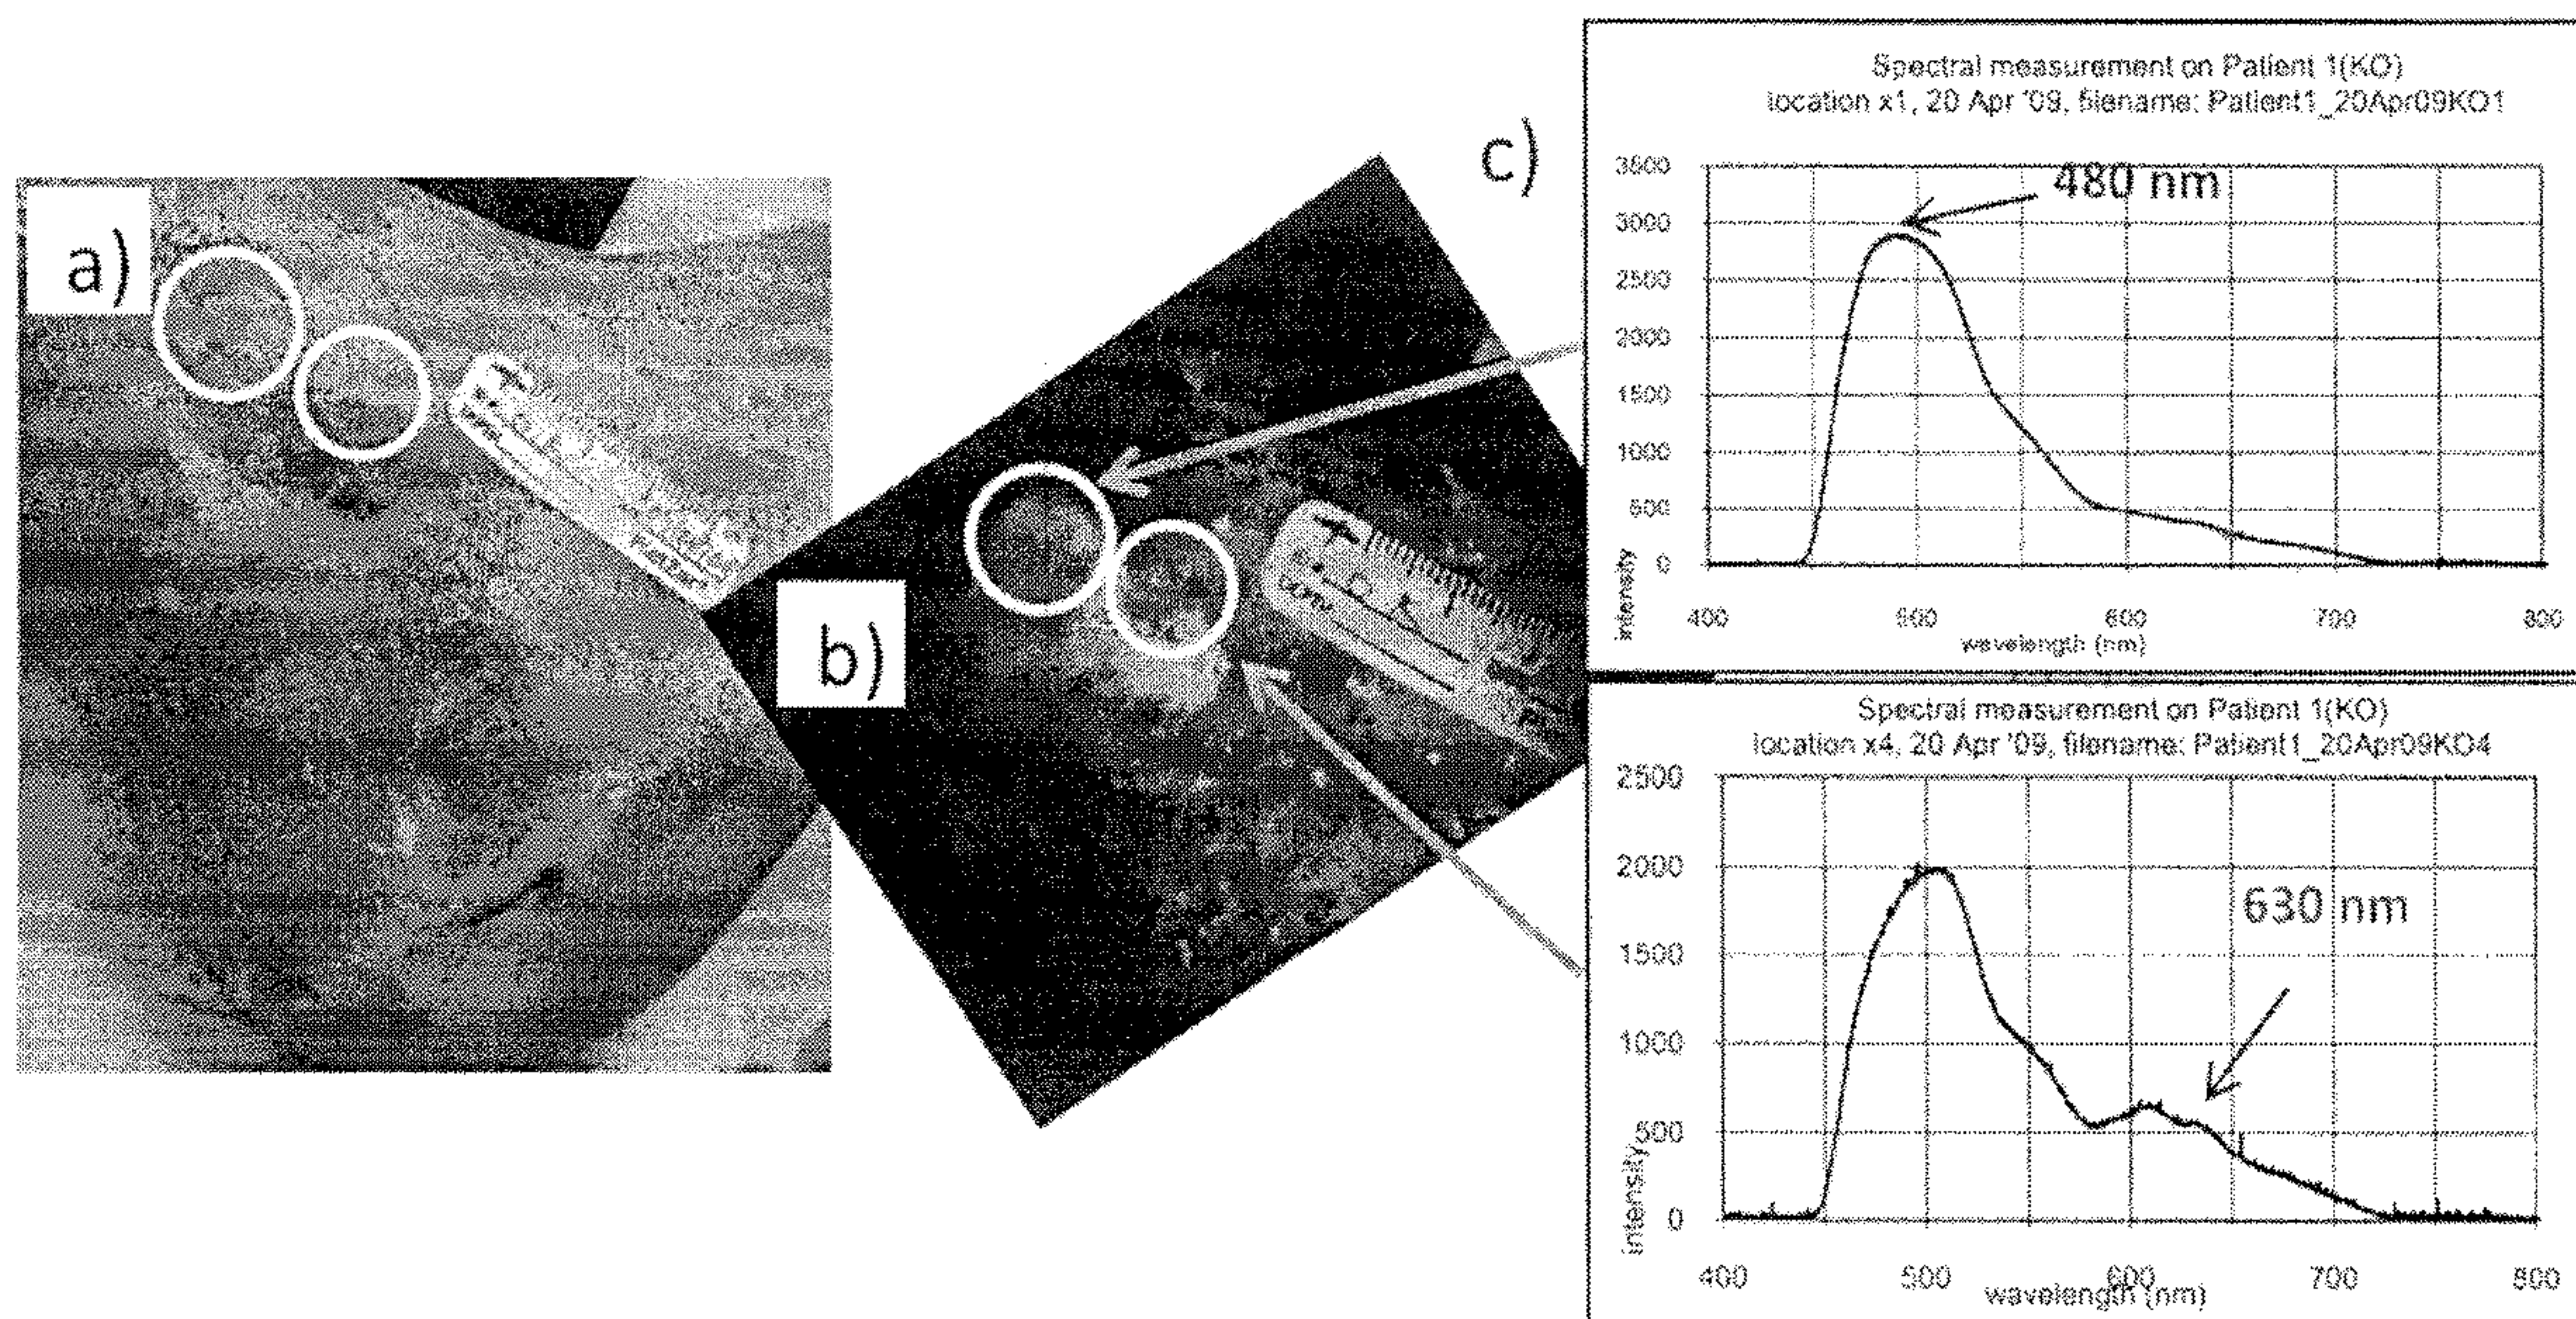 a)
b)
c)
Spectral measurement on Patient 1(KO)
location x1, 20 Apr '09, filename: Patient1_20Apr09KO1
480 nm
3500
3000
2500
2000
1500
1000
500
0
intensity
400 500 600 700 800
wavelength (nm)
Spectral measurement on Patient 1(KO)
location x4, 20 Apr '09, filename: Patient1_20Apr09KO4
630 nm
2500
2000
1500
1000
500
0
intensity
400 500 600 700 800
wavelength (nm)